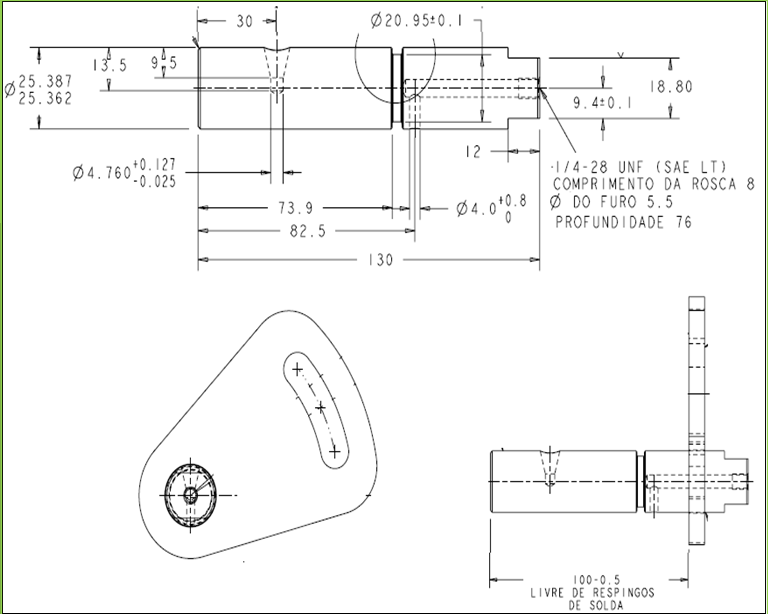 30
Ø20.95±0.1
13.5
9.5
Ø25.387
25.362
18.80
9.4±0.1
12
Ø4.760+0.127
-0.025
1/4-28 UNF (SAE LT)
COMPRIMENTO DA ROSCA 8
Ø DO FURO 5.5
PROFUNDIDADE 76
73.9
Ø4.0+0.8
0
82.5
130
100-0.5
LIVRE DE RESPINGOS
DE SOLDA